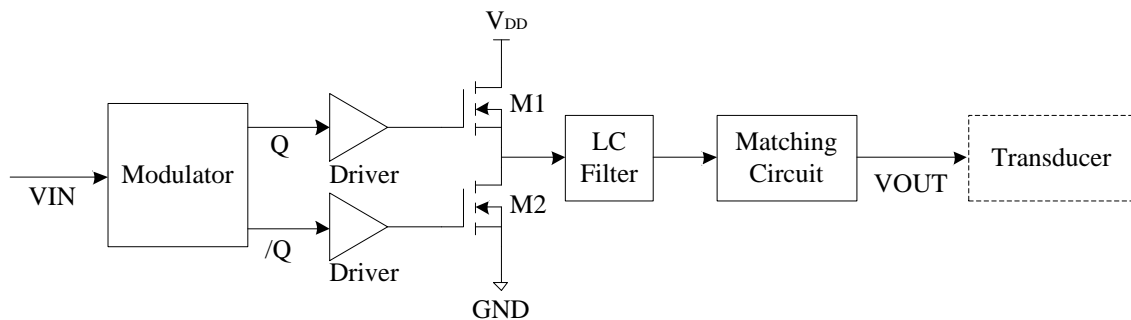 VDD
M1
Q
Driver
Modulator
VIN
LC
Filter
Matching
Circuit
VOUT
Transducer
M2
/Q
Driver
GND